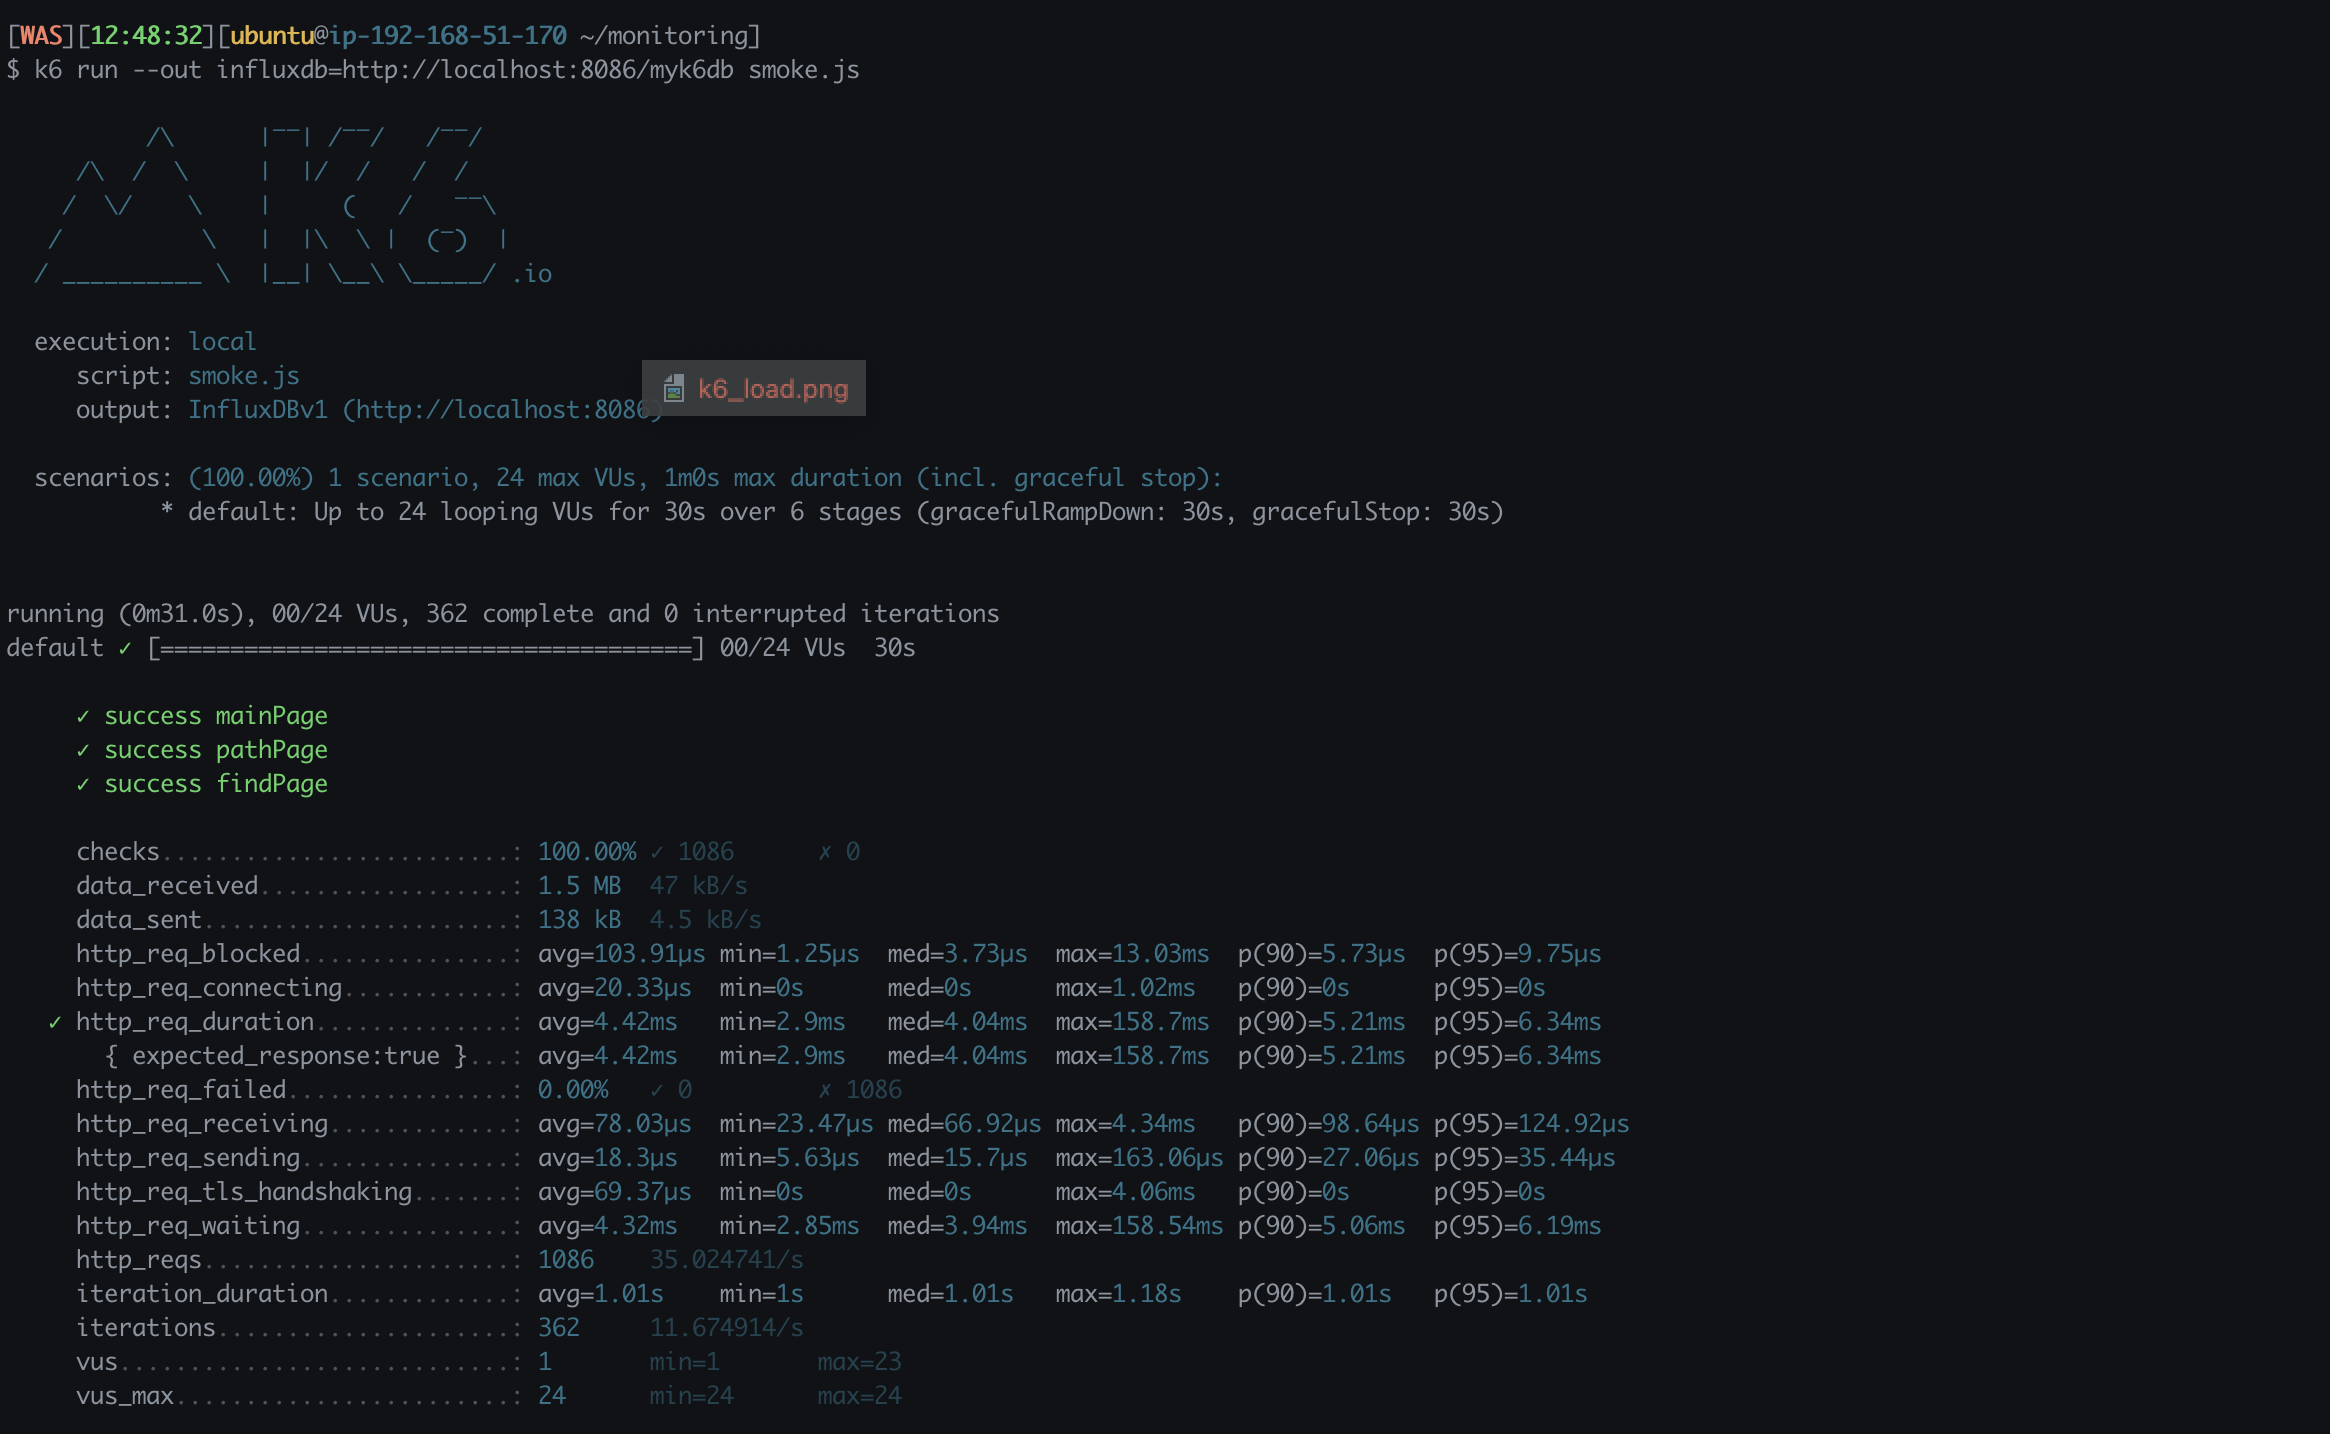 [WAS][12:48:32][ubuntu@ip-192-168-51-170 ~/monitoring]
$ k6 run --out influxdb=http://localhost:8086/myk6db smoke.js
          /\      |‾‾| /‾‾/   /‾‾/
     /\  /  \     |  |/  /   /  /
    /  \/    \    |     (   /   ‾‾\
   /          \   |  |\  \ |  (‾)  |
  / __________ \  |__| \__\ \_____/ .io
execution: local
script: smoke.js
output: InfluxDBv1 (http://localhost:8086)
k6_load.png
scenarios: (100.00%) 1 scenario, 24 max VUs, 1m0s max duration (incl. graceful stop):
* default: Up to 24 looping VUs for 30s over 6 stages (gracefulRampDown: 30s, gracefulStop: 30s)
running (0m31.0s), 00/24 VUs, 362 complete and 0 interrupted iterations
default ✓ [======================================] 00/24 VUs  30s
✓ success mainPage
✓ success pathPage
✓ success findPage
checks.........................: 100.00% ✓ 1086      ✗ 0
data_received..................: 1.5 MB  47 kB/s
data_sent......................: 138 kB  4.5 kB/s
http_req_blocked...............: avg=103.91µs min=1.25µs  med=3.73µs  max=13.03ms  p(90)=5.73µs  p(95)=9.75µs
http_req_connecting............: avg=20.33µs  min=0s      med=0s      max=1.02ms   p(90)=0s      p(95)=0s
✓ http_req_duration..............: avg=4.42ms   min=2.9ms   med=4.04ms  max=158.7ms  p(90)=5.21ms  p(95)=6.34ms
{ expected_response:true }...: avg=4.42ms   min=2.9ms   med=4.04ms  max=158.7ms  p(90)=5.21ms  p(95)=6.34ms
http_req_failed................: 0.00%   ✓ 0         ✗ 1086
http_req_receiving.............: avg=78.03µs  min=23.47µs med=66.92µs max=4.34ms   p(90)=98.64µs p(95)=124.92µs
http_req_sending...............: avg=18.3µs   min=5.63µs  med=15.7µs  max=163.06µs p(90)=27.06µs p(95)=35.44µs
http_req_tls_handshaking.......: avg=69.37µs  min=0s      med=0s      max=4.06ms   p(90)=0s      p(95)=0s
http_req_waiting...............: avg=4.32ms   min=2.85ms  med=3.94ms  max=158.54ms p(90)=5.06ms  p(95)=6.19ms
http_reqs......................: 1086    35.024741/s
iteration_duration.............: avg=1.01s    min=1s      med=1.01s   max=1.18s    p(90)=1.01s   p(95)=1.01s
iterations.....................: 362     11.674914/s
vus............................: 1       min=1       max=23
vus_max........................: 24      min=24      max=24